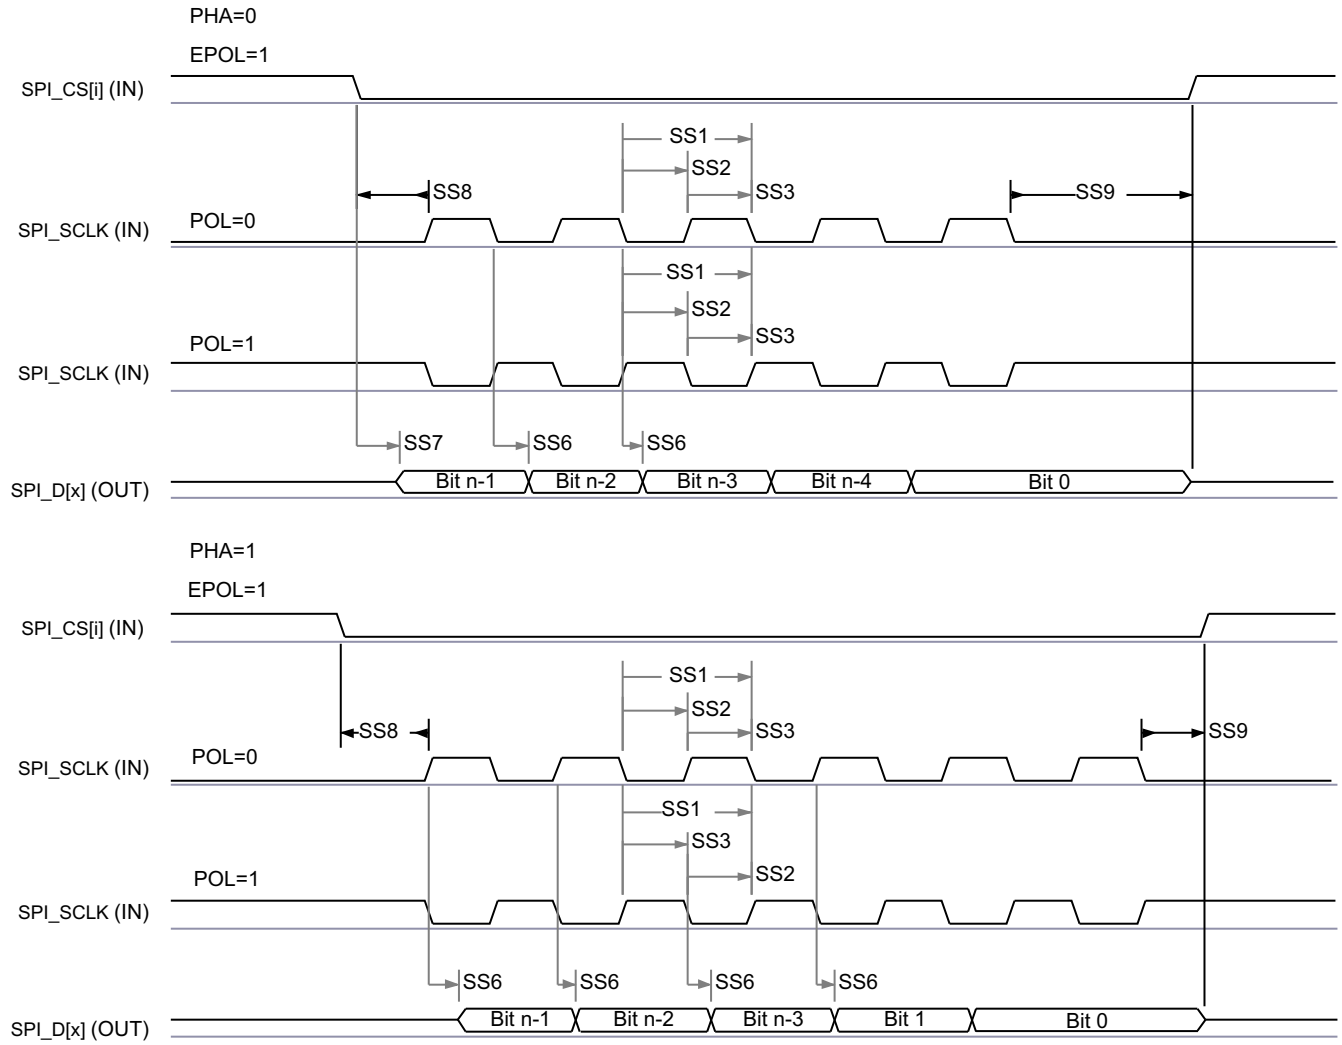 PHA=0
EPOL=1
SPI_CS[i] (IN)
SS1
SS2
SS8
SS3
SS9
POL=0
SPI_SCLK (IN)
SS1
SS2
SS3
POL=1
SPI_SCLK (IN)
SS7
SS6
SS6
SPI_D[x] (OUT)
Bit n-1
Bit n-2
Bit n-3
Bit n-4
Bit 0
PHA=1
EPOL=1
SPI_CS[i] (IN)
SS1
SS2
SS8
SS3
SS9
POL=0
SPI_SCLK (IN)
SS1
SS3
SS2
POL=1
SPI_SCLK (IN)
SS6
SS6
SS6
SS6
SPI_D[x] (OUT)
Bit n-1
Bit n-2
Bit n-3
Bit 1
Bit 0